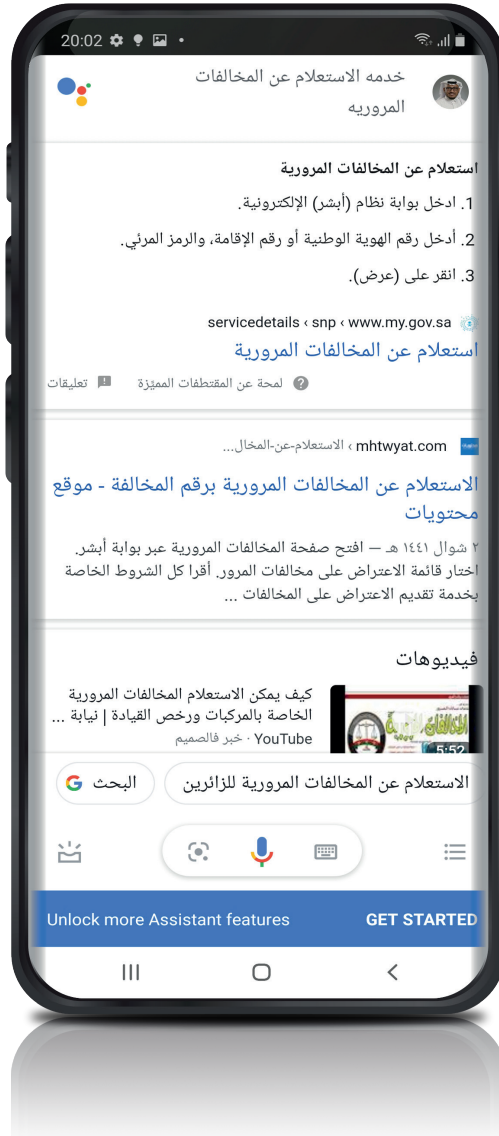 20:02
خدمه الاستعلام عن المخالفات
المروريه
استعلام عن المخالفات المرورية
1. ادخل بوابة نظام (أبشر) الإلكترونية.
2. أدخل رقم الهوية الوطنية أو رقم الإقامة، والرمز المرئي.
3. انقر على (عرض).
servicedetails ‹ snp ‹ www.my.gov.sa
استعلام عن المخالفات المرورية
لمحة عن المقتطفات المميّزة تعليقات
mhtwyat.com ‹ الاستعلام-عن-المخال...
الاستعلام عن المخالفات المرورية برقم المخالفة - موقع
محتويات
٢ شوال ١٤٤١ هـ — افتح صفحة المخالفات المرورية عبر بوابة أبشر.
اختار قائمة الاعتراض على مخالفات المرور. أقرا كل الشروط الخاصة
بخدمة تقديم الاعتراض على المخالفات ...
فيديوهات
كيف يمكن الاستعلام المخالفات المرورية
الخاصة بالمركبات ورخص القيادة | نيابة ...
YouTube · خبر فالصميم
المخالفات المرورية
5:52
الاستعلام عن المخالفات المرورية للزائرين
البحث
Unlock more Assistant features GET STARTED